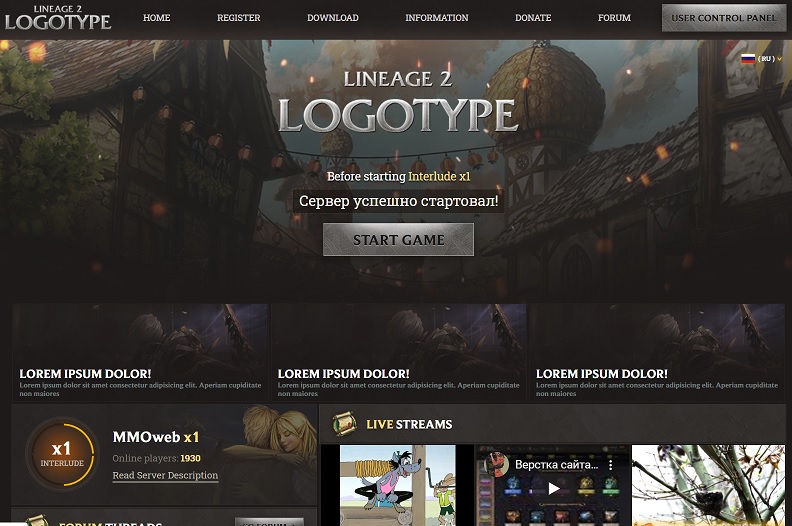 LINEAGE 2
LOGOTYPE
HOME
REGISTER
DOWNLOAD
INFORMATION
DONATE
FORUM
USER CONTROL PANEL
( RU )
LINEAGE 2
LOGOTYPE
Before starting Interlude x1
Сервер успешно стартовал!
START GAME
LOREM IPSUM DOLOR!
Lorem ipsum dolor sit amet consectetur adipisicing elit. Aperiam cupiditate
non maiores
LOREM IPSUM DOLOR!
Lorem ipsum dolor sit amet consectetur adipisicing elit. Aperiam cupiditate
non maiores
LOREM IPSUM DOLOR!
Lorem ipsum dolor sit amet consectetur adipisicing elit. Aperiam cupiditate
non maiores
x1
INTERLUDE
MMOweb x1
Online players: 1930
Read Server Description
LIVE STREAMS
Верстка сайта...
FORUM THREADS